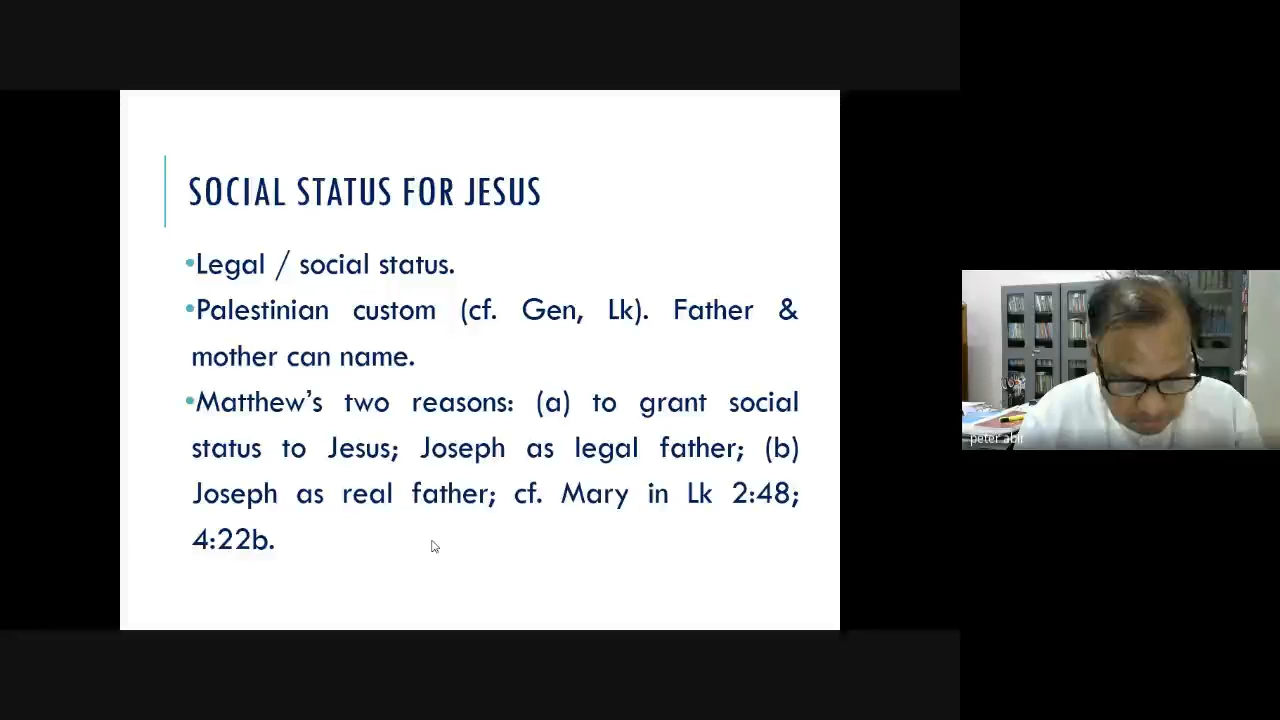 SOCIAL STATUS FOR JESUS
•Legal / social status.
•Palestinian custom (cf. Gen, Lk). Father &
mother can name.
•Matthew’s two reasons: (a) to grant social
status to Jesus; Joseph as legal father; (b)
Joseph as real father; cf. Mary in Lk 2:48;
4:22b.